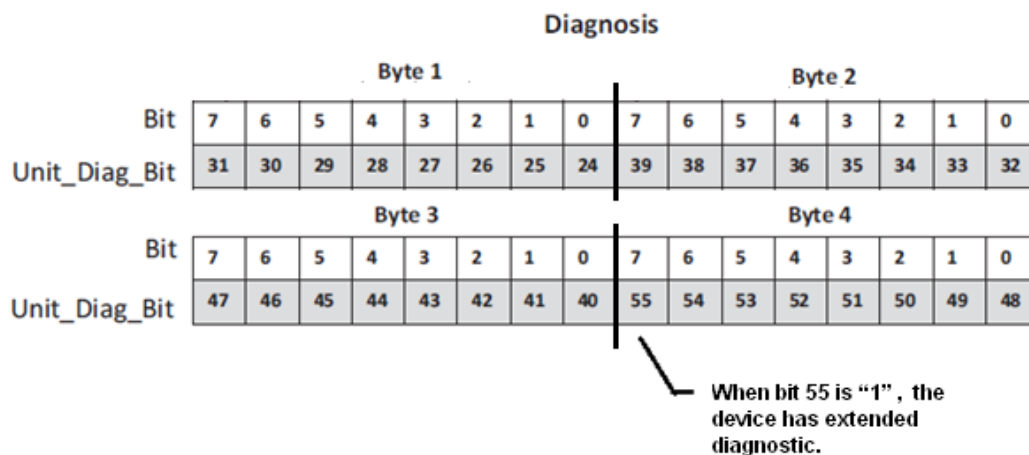 Diagnosis
Byte 1 Byte 2
Bit 7 6 5 4 3 2 1 0 7 6 5 4 3 2 1 0
Unit_Diag_Bit 31 30 29 28 27 26 25 24 39 38 37 36 35 34 33 32
Byte 3 Byte 4
Bit 7 6 5 4 3 2 1 0 7 6 5 4 3 2 1 0
Unit_Diag_Bit 47 46 45 44 43 42 41 40 55 54 53 52 51 50 49 48
When bit 55 is “1” , the
device has extended
diagnostic.